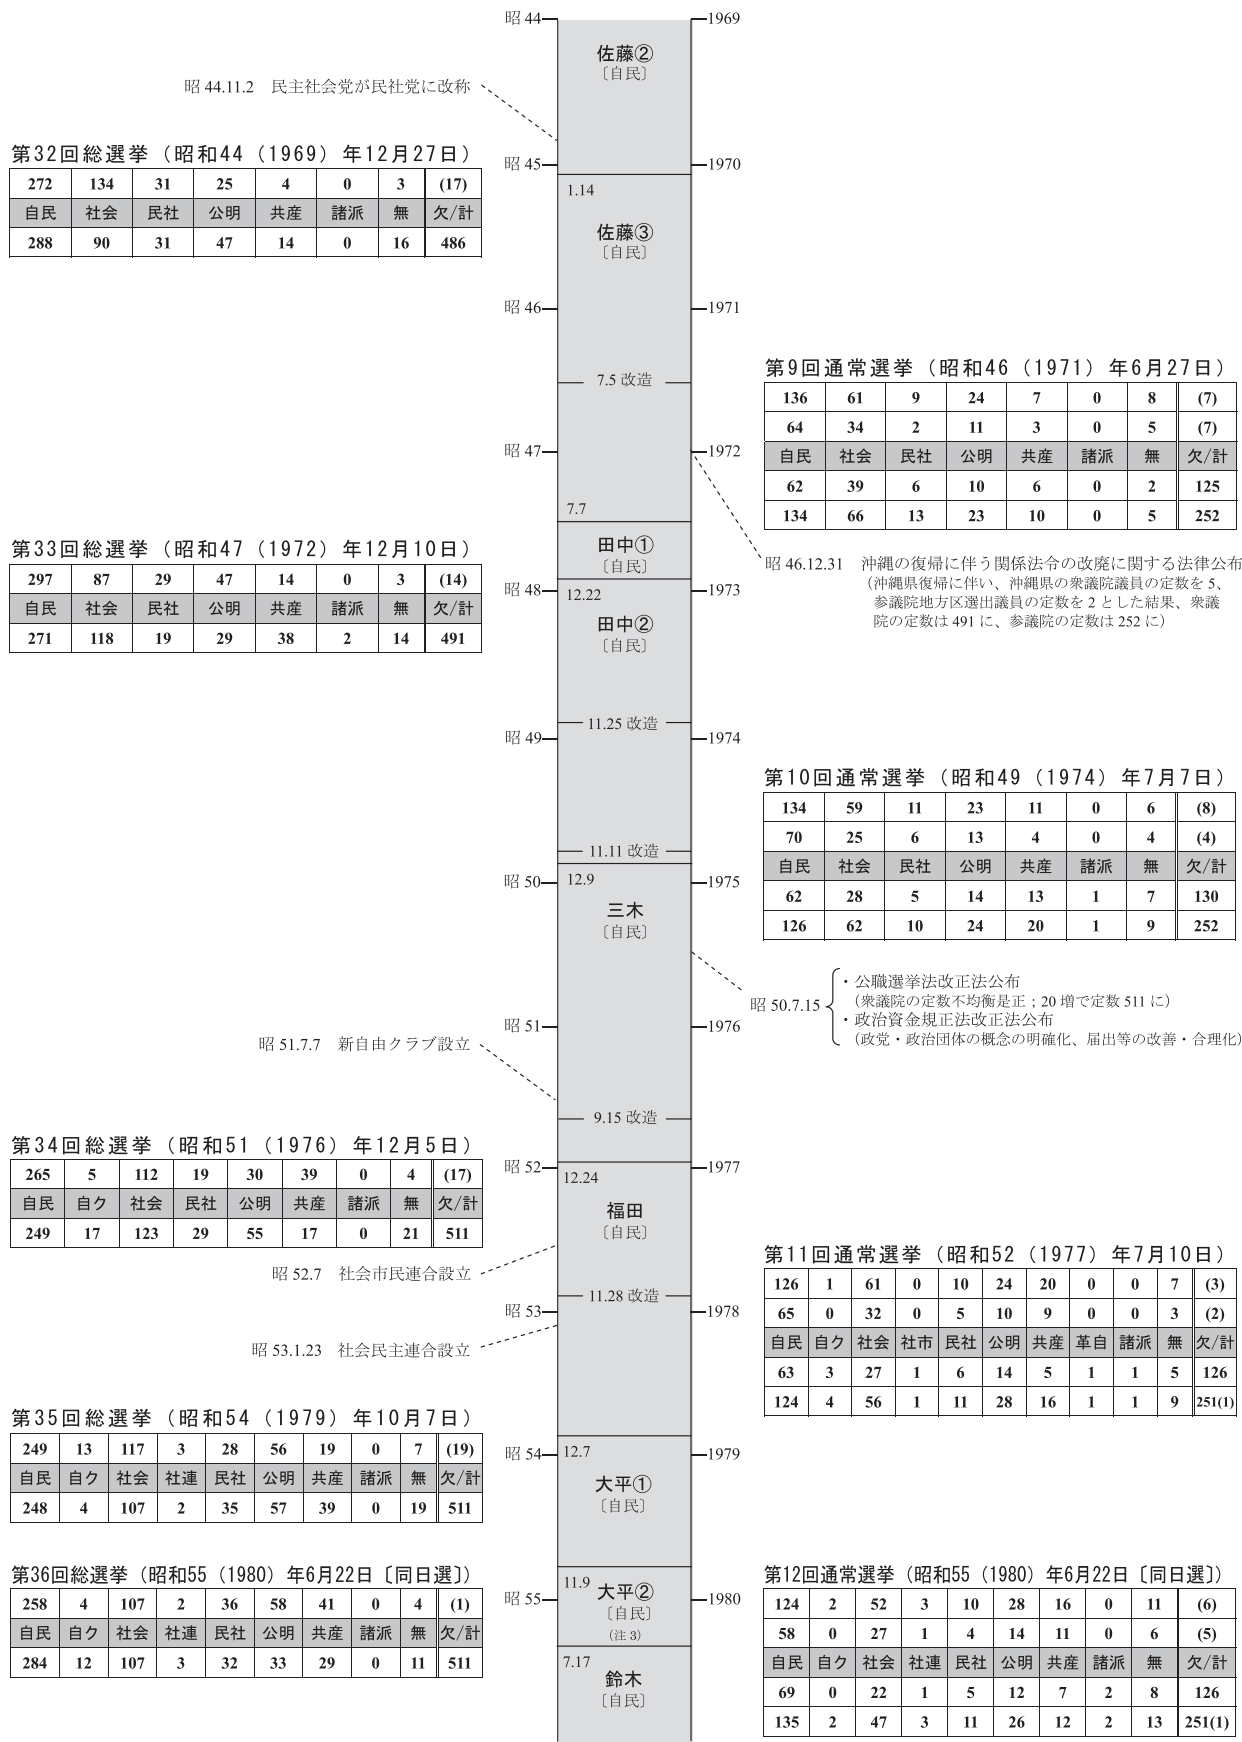 昭 44
1969
佐藤②
〔自民〕
昭 44.11.2 民主社会党が民社党に改称
第32回総選挙（昭和44（1969）年12月27日）
272 134 31 25 4 0 3 (17)
自民 社会 民社 公明 共産 諸派 無 欠/計
288 90 31 47 14 0 16 486
昭 45
1970
1.14
佐藤③
〔自民〕
昭 46
1971
7.5 改造
第9回通常選挙（昭和46（1971）年6月27日）
136 61 9 24 7 0 8 (7)
64 34 2 11 3 0 5 (7)
自民 社会 民社 公明 共産 諸派 無 欠/計
62 39 6 10 6 0 2 125
134 66 13 23 10 0 5 252
昭 47
1972
7.7
田中①
〔自民〕
昭 46.12.31 沖縄の復帰に伴う関係法令の改廃に関する法律公布
（沖縄県復帰に伴い、沖縄県の衆議院議員の定数を 5、
参議院地方区選出議員の定数を 2 とした結果、衆議
院の定数は 491 に、参議院の定数は 252 に）
第33回総選挙（昭和47（1972）年12月10日）
297 87 29 47 14 0 3 (14)
自民 社会 民社 公明 共産 諸派 無 欠/計
271 118 19 29 38 2 14 491
昭 48
1973
12.22
田中②
〔自民〕
11.25 改造
昭 49
1974
第10回通常選挙（昭和49（1974）年7月7日）
134 59 11 23 11 0 6 (8)
70 25 6 13 4 0 4 (4)
自民 社会 民社 公明 共産 諸派 無 欠/計
62 28 5 14 13 1 7 130
126 62 10 24 20 1 9 252
11.11 改造
昭 50
1975
12.9
三木
〔自民〕
昭 50.7.15
・公職選挙法改正法公布
（衆議院の定数不均衡是正；20 増で定数 511 に）
・政治資金規正法改正法公布
（政党・政治団体の概念の明確化、届出等の改善・合理化）
昭 51
1976
昭 51.7.7 新自由クラブ設立
9.15 改造
第34回総選挙（昭和51（1976）年12月5日）
265 5 112 19 30 39 0 4 (17)
自民 自ク 社会 民社 公明 共産 諸派 無 欠/計
249 17 123 29 55 17 0 21 511
昭 52
1977
12.24
福田
〔自民〕
昭 52.7 社会市民連合設立
11.28 改造
第11回通常選挙（昭和52（1977）年7月10日）
126 1 61 0 10 24 20 0 0 7 (3)
65 0 32 0 5 10 9 0 0 3 (2)
自民 自ク 社会 社市 民社 公明 共産 革自 諸派 無 欠/計
63 3 27 1 6 14 5 1 1 5 126
124 4 56 1 11 28 16 1 1 9 251(1)
昭 53
1978
昭 53.1.23 社会民主連合設立
第35回総選挙（昭和54（1979）年10月7日）
249 13 117 3 28 56 19 0 7 (19)
自民 自ク 社会 社連 民社 公明 共産 諸派 無 欠/計
248 4 107 2 35 57 39 0 19 511
昭 54
1979
12.7
大平①
〔自民〕
第36回総選挙（昭和55（1980）年6月22日〔同日選〕）
258 4 107 2 36 58 41 0 4 (1)
自民 自ク 社会 社連 民社 公明 共産 諸派 無 欠/計
284 12 107 3 32 33 29 0 11 511
昭 55
1980
11.9
大平②
〔自民〕
（注 3）
7.17
鈴木
〔自民〕
第12回通常選挙（昭和55（1980）年6月22日〔同日選〕）
124 2 52 3 10 28 16 0 11 (6)
58 0 27 1 4 14 11 0 6 (5)
自民 自ク 社会 社連 民社 公明 共産 諸派 無 欠/計
69 0 22 1 5 12 7 2 8 126
135 2 47 3 11 26 12 2 13 251(1)